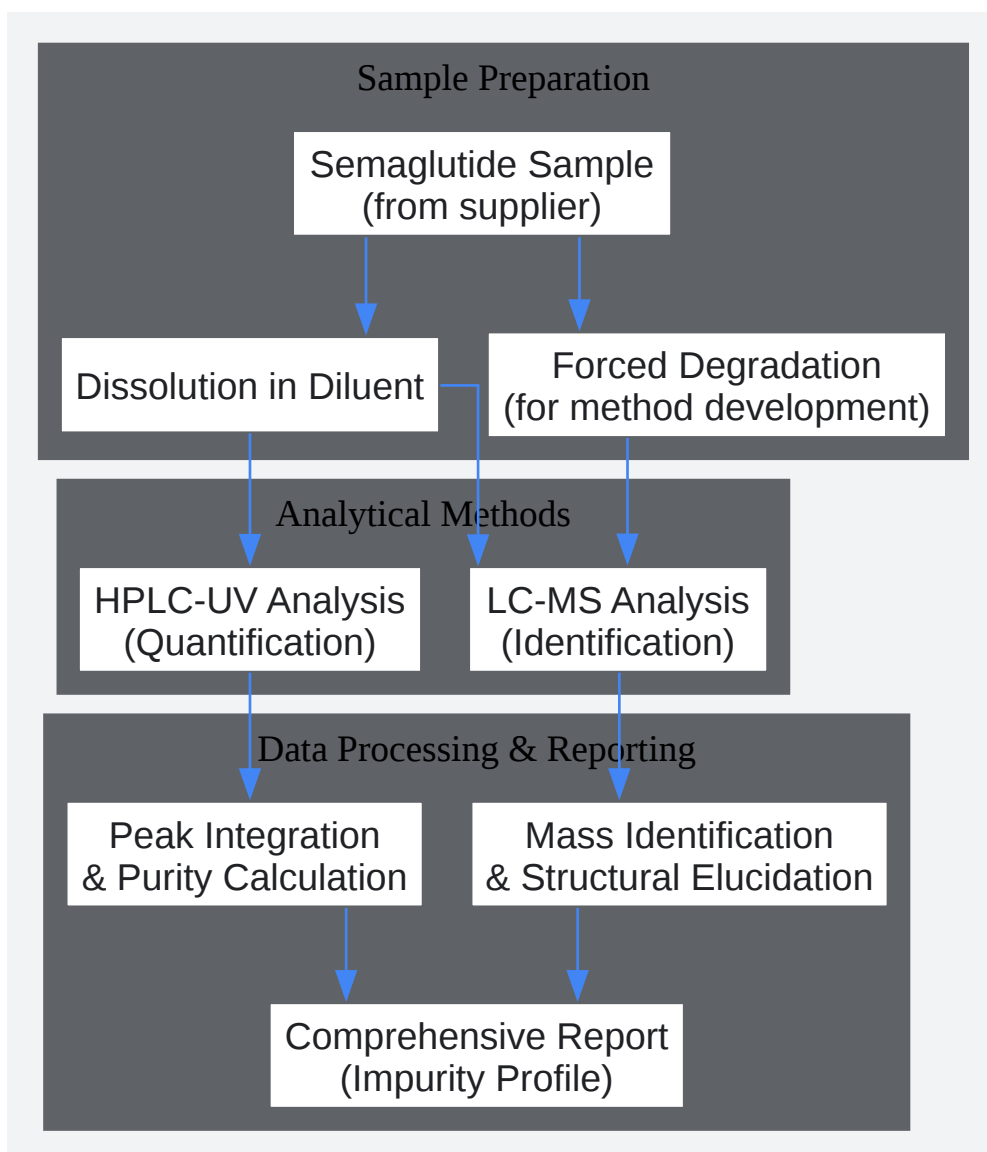 Sample Preparation
Semaglutide Sample
(from supplier)
Dissolution in Diluent
Forced Degradation
(for method development)
Analytical Methods
HPLC-UV Analysis
(Quantification)
LC-MS Analysis
(Identification)
Data Processing & Reporting
Peak Integration
& Purity Calculation
Mass Identification
& Structural Elucidation
Comprehensive Report
(Impurity Profile)